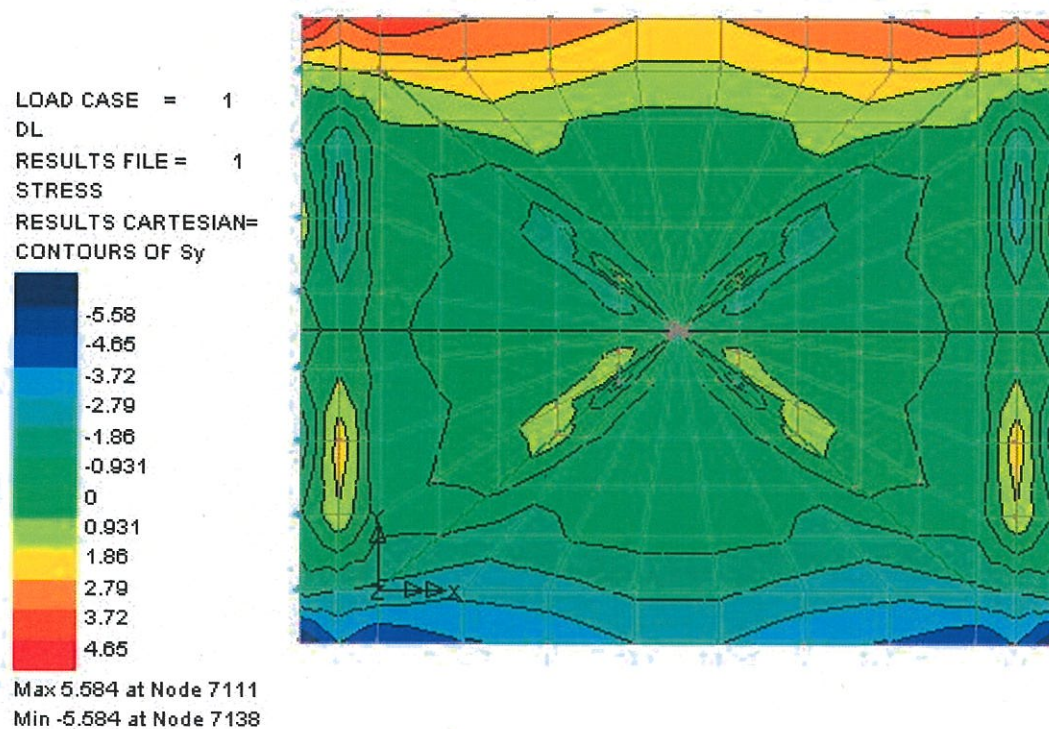 LOAD CASE = 1
DL
RESULTS FILE = 1
STRESS
RESULTS CARTESIAN=
CONTOURS OF Sy
-5.58
-4.65
-3.72
-2.79
-1.86
-0.931
0
0.931
1.86
2.79
3.72
4.65
Max 5.584 at Node 7111
Min -5.584 at Node 7138
Y
Z X